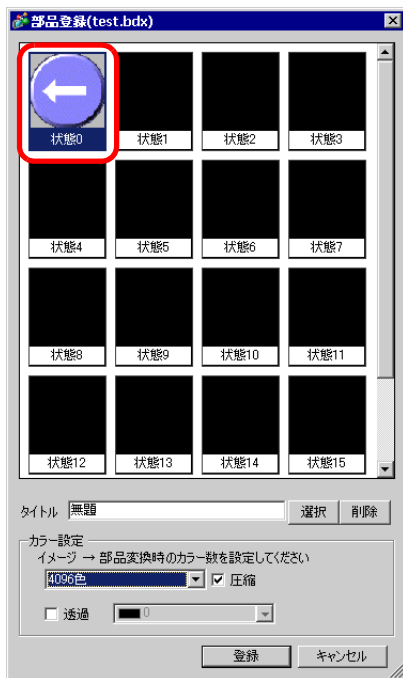 部品登録(test.bdx)
状態0 状態1 状態2 状態3
状態4 状態5 状態6 状態7
状態8 状態9 状態10 状態11
状態12 状態13 状態14 状態15
タイトル 無題 選択 削除
カラー設定
イメージ → 部品変換時のカラー数を設定してください
4096色 圧縮
透過 0
登録 キャンセル